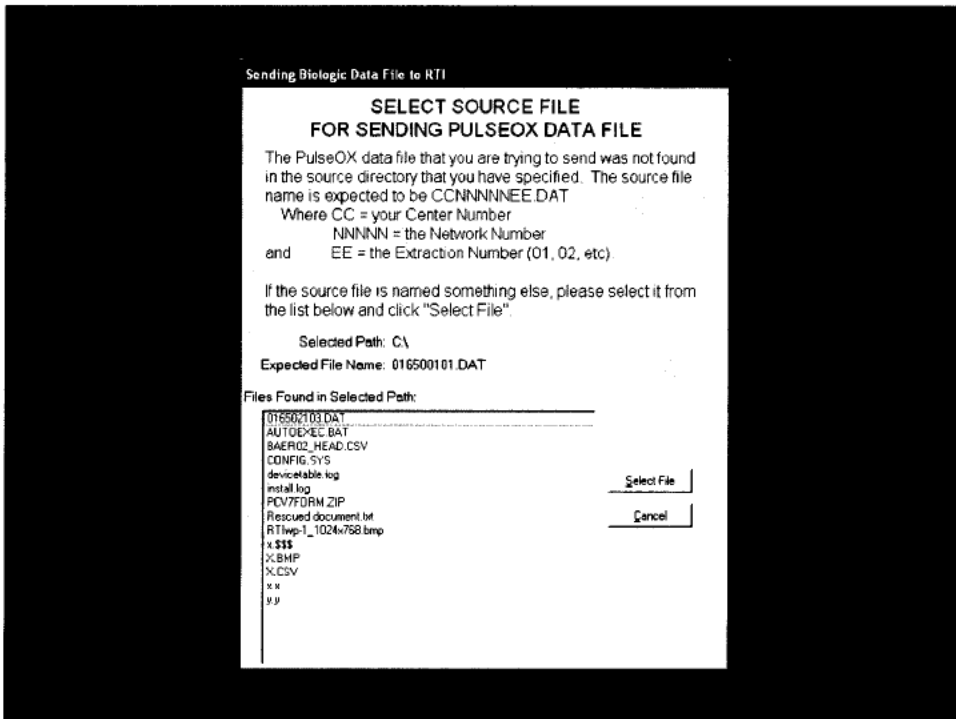 Sending Biologic Data File to RTI
SELECT SOURCE FILE
FOR SENDING PULSEOX DATA FILE
The PulseOX data file that you are trying to send was not found
in the source directory that you have specified. The source file
name is expected to be CCNNNNNEE.DAT
Where CC = your Center Number
NNNNN = the Network Number
and EE = the Extraction Number (01, 02, etc).
If the source file is named something else, please select it from
the list below and click "Select File".
Selected Path: C:\
Expected File Name: 016500101.DAT
Files Found in Selected Path:
016502103.DAT
AUTOEXEC.BAT
BAER02_HEAD.CSV
CONFIG.SYS
devicetable.log
install.log
PCV7FORM.ZIP
Rescued document.txt
RTIwp-1_1024x768.bmp
x.$$$
X.BMP
X.CSV
x.x
y.y
Select File
Cancel